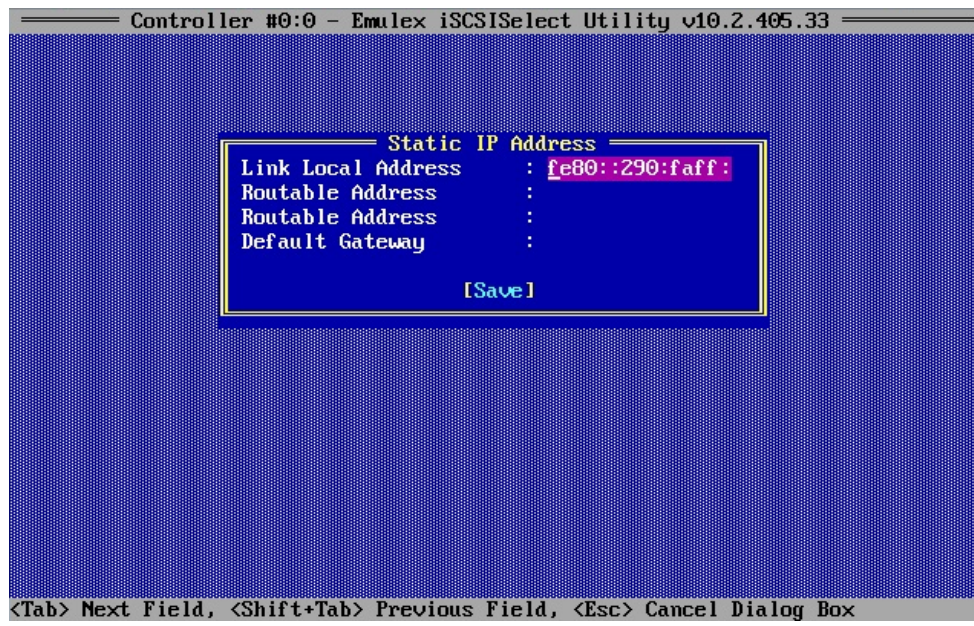 Controller #0:0 - Emulex iSCSISelect Utility v10.2.405.33
Static IP Address
Link Local Address : fe80::290:faff:
Routable Address :
Routable Address :
Default Gateway :
[Save]
<Tab> Next Field, <Shift+Tab> Previous Field, <Esc> Cancel Dialog Box